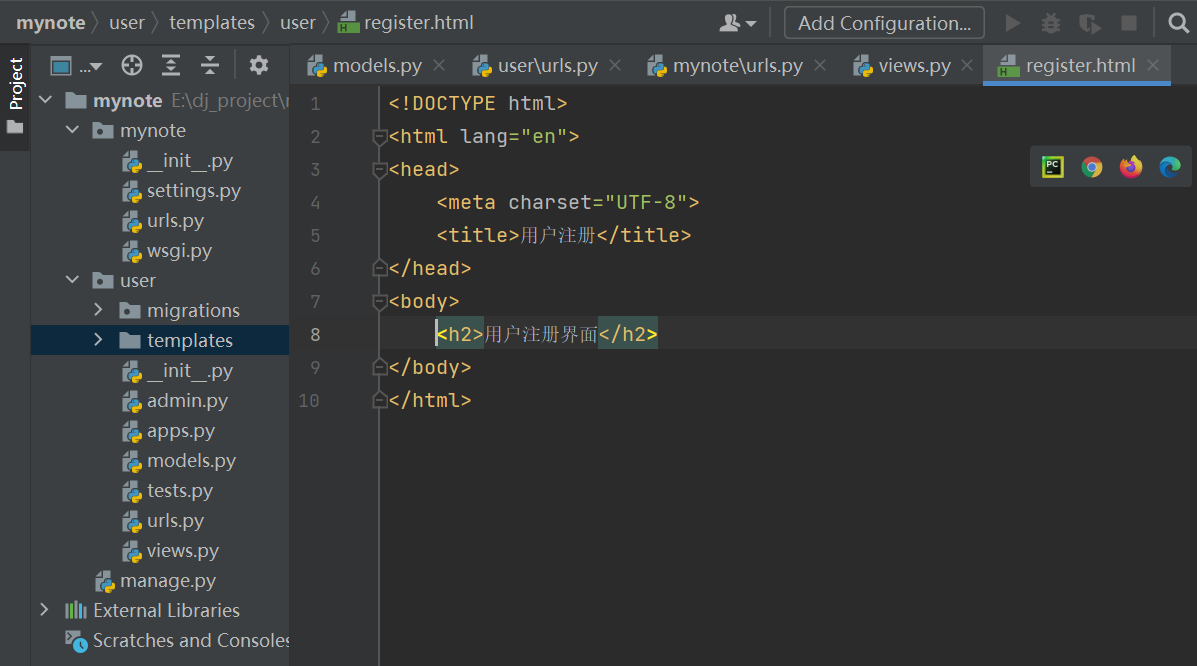 mynote user templates user register.html Add Configuration...
Project
... models.py user\urls.py mynote\urls.py views.py register.html
mynote E:\dj_project\
mynote
__init__.py
settings.py
urls.py
wsgi.py
user
migrations
templates
__init__.py
admin.py
apps.py
models.py
tests.py
urls.py
views.py
manage.py
External Libraries
Scratches and Consoles
1 <!DOCTYPE html>
2 <html lang="en">
3 <head>
4 <meta charset="UTF-8">
5 <title>用户注册</title>
6 </head>
7 <body>
8 <h2>用户注册界面</h2>
9 </body>
10 </html>
PC